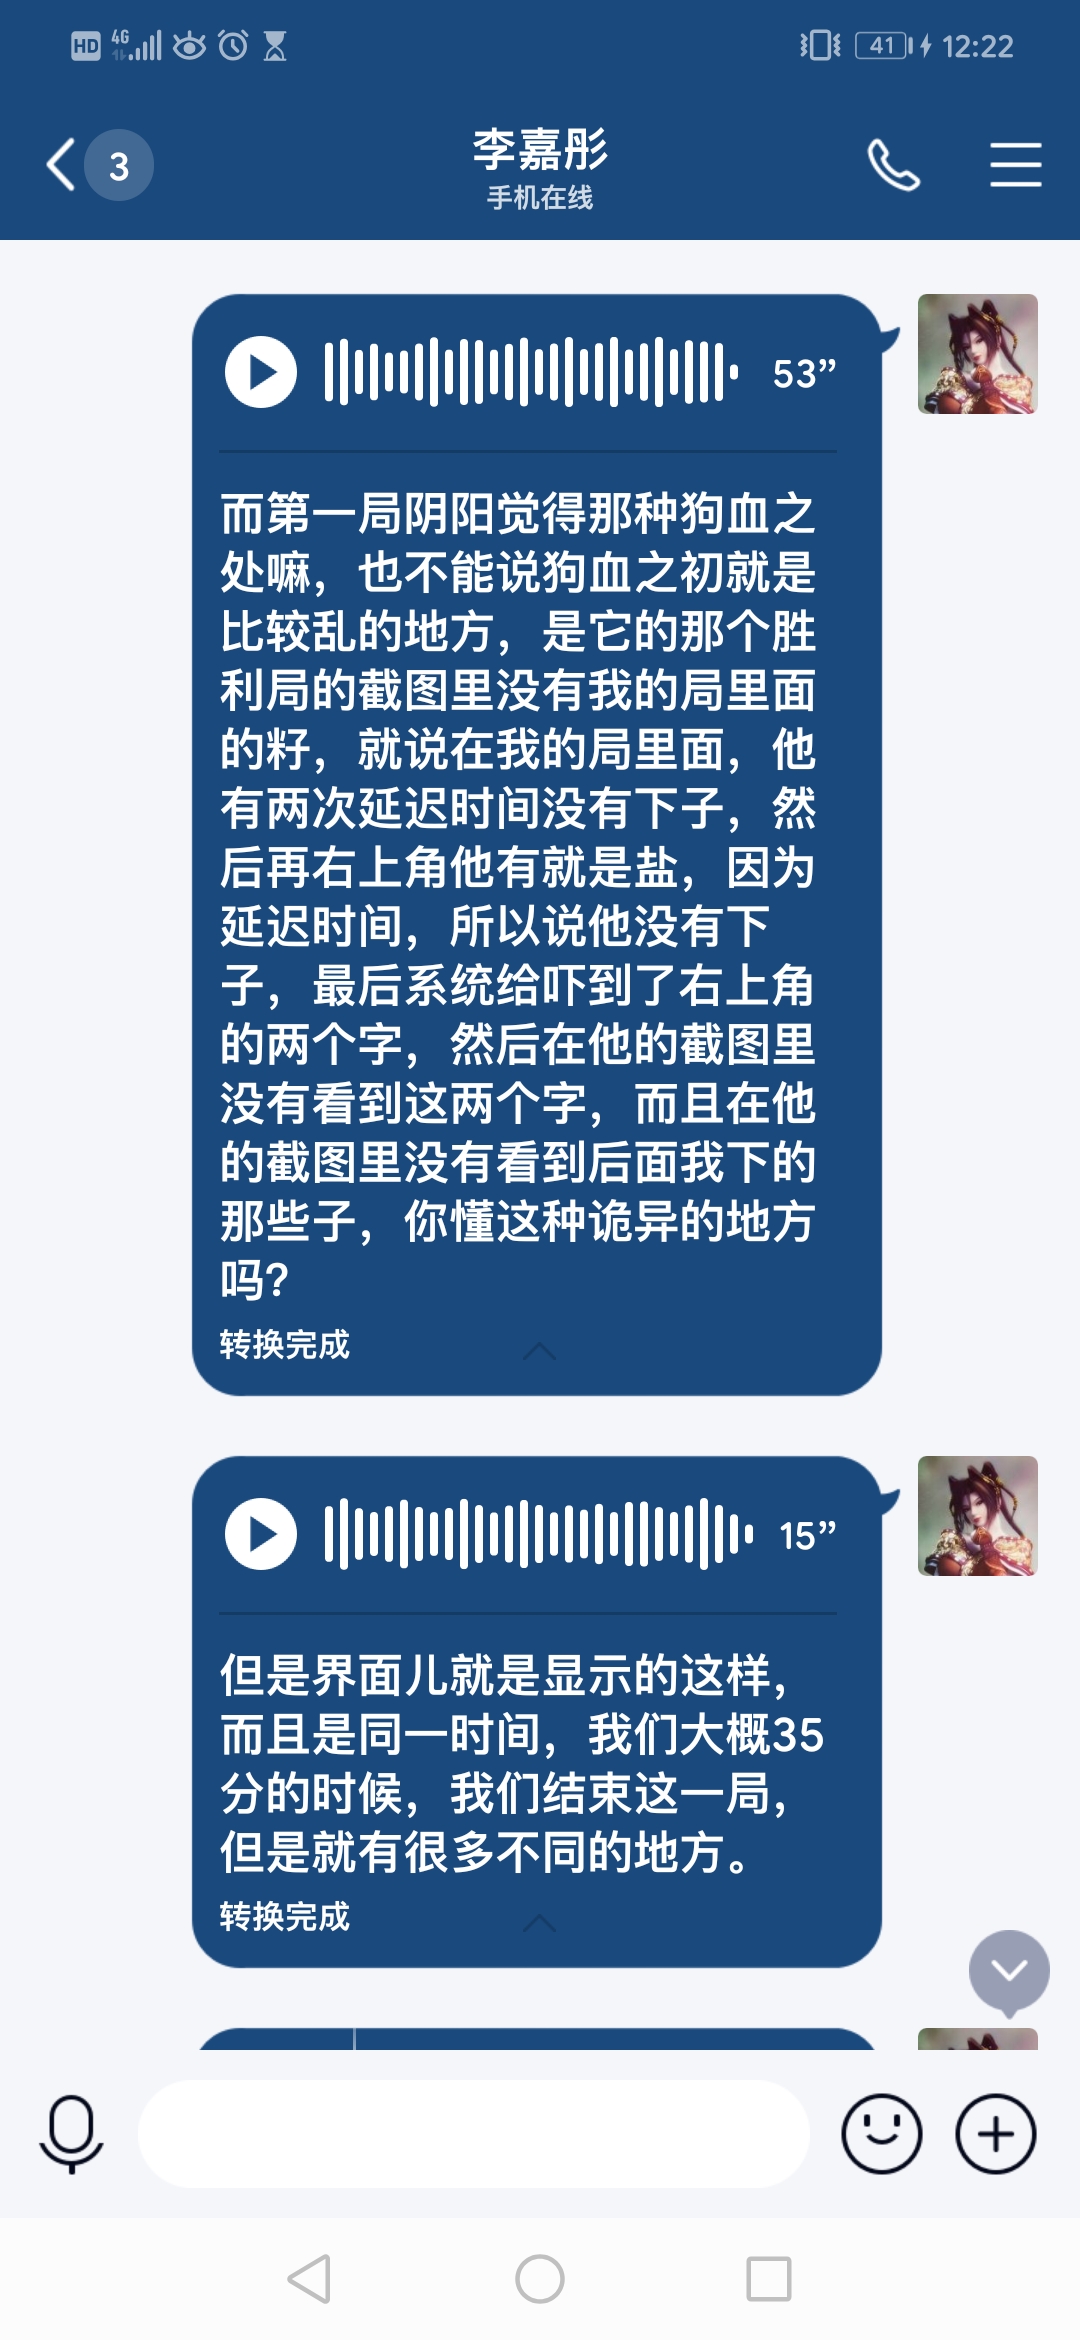 HD 4G 41 12:22
3
李嘉彤
手机在线
53”
而第一局阴阳觉得那种狗血之
处嘛，也不能说狗血之初就是
比较乱的地方，是它的那个胜
利局的截图里没有我的局里面
的籽，就说在我的局里面，他
有两次延迟时间没有下子，然
后再右上角他有就是盐，因为
延迟时间，所以说他没有下
子，最后系统给吓到了右上角
的两个字，然后在他的截图里
没有看到这两个字，而且在他
的截图里没有看到后面我下的
那些子，你懂这种诡异的地方
吗?
转换完成
15”
但是界面儿就是显示的这样，
而且是同一时间，我们大概35
分的时候，我们结束这一局，
但是就有很多不同的地方。
转换完成